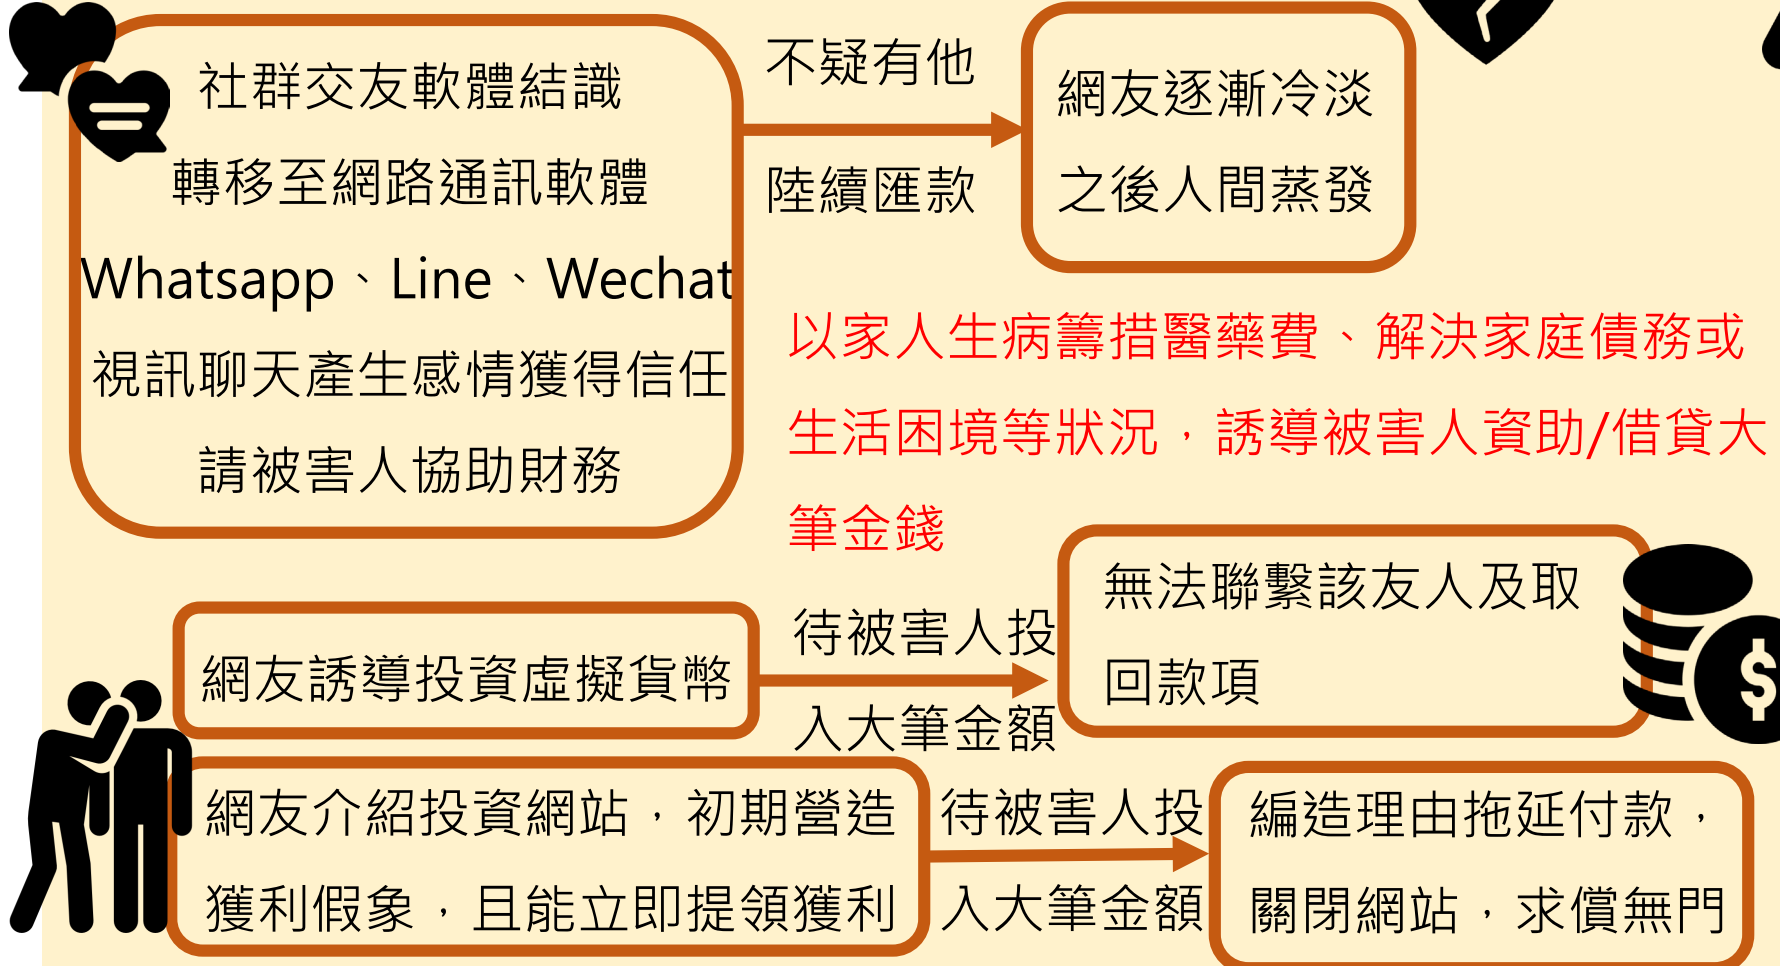 社群交友軟體結識
轉移至網路通訊軟體
Whatsapp、Line、Wechat
視訊聊天產生感情獲得信任
請被害人協助財務
不疑有他
陸續匯款
網友逐漸冷淡
之後人間蒸發
以家人生病籌措醫藥費、解決家庭債務或
生活困境等狀況，誘導被害人資助/借貸大
筆金錢
網友誘導投資虛擬貨幣
待被害人投
入大筆金額
無法聯繫該友人及取
回款項
$
網友介紹投資網站，初期營造
獲利假象，且能立即提領獲利
待被害人投
入大筆金額
編造理由拖延付款，
關閉網站，求償無門